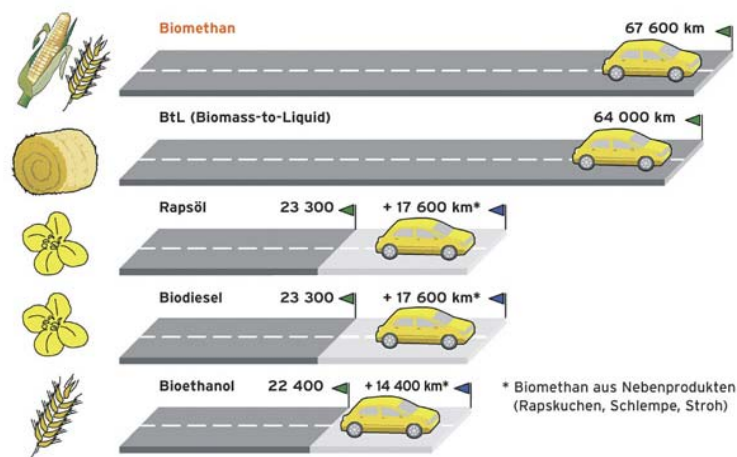 Biomethan 67 600 km
BtL (Biomass-to-Liquid) 64 000 km
Rapsöl 23 300 + 17 600 km*
Biodiesel 23 300 + 17 600 km*
Bioethanol 22 400 + 14 400 km*
* Biomethan aus Nebenprodukten
(Rapskuchen, Schlempe, Stroh)